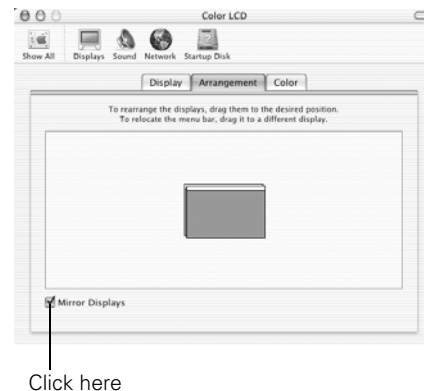 Color LCD
Show All Displays Sound Network Startup Disk
Display Arrangement Color
To rearrange the displays, drag them to the desired position.
To relocate the menu bar, drag it to a different display.
Mirror Displays
Click here